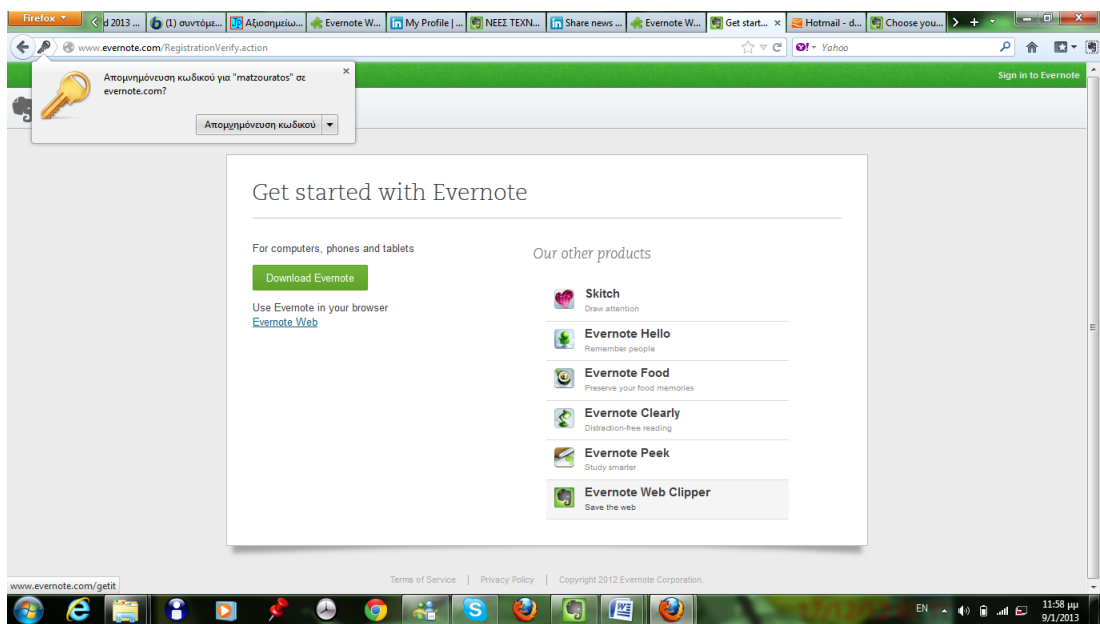 Firefox
d 2013 ...
(1) συντόμε...
Αξιοσημείω...
Evernote W...
My Profile | ...
ΝΕΕΣ ΤΕΧΝ...
Share news ...
Evernote W...
Get start...
Hotmail - d...
Choose you...
www.evernote.com/RegistrationVerify.action
Yahoo
Απομνημόνευση κωδικού για "matzouratos" σε
evernote.com?
Απομνημόνευση κωδικού
Sign in to Evernote
Get started with Evernote
For computers, phones and tablets
Download Evernote
Use Evernote in your browser
Evernote Web
Our other products
Skitch
Draw attention
Evernote Hello
Remember people
Evernote Food
Preserve your food memories
Evernote Clearly
Distraction-free reading
Evernote Peek
Study smarter
Evernote Web Clipper
Save the web
Terms of Service | Privacy Policy | Copyright 2012 Evernote Corporation.
www.evernote.com/getit
EN
11:58 μμ
9/1/2013